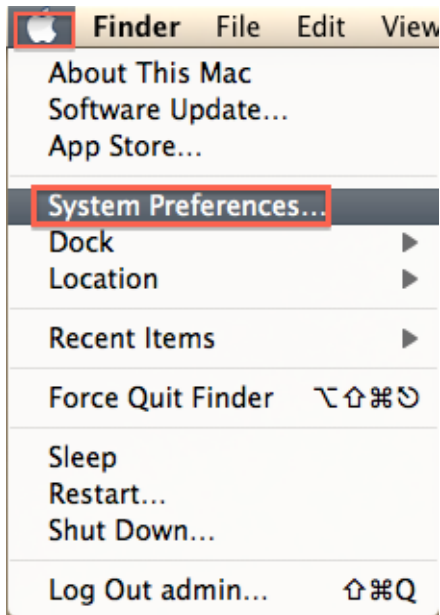 Finder File Edit View
About This Mac
Software Update...
App Store...
System Preferences...
Dock
Location
Recent Items
Force Quit Finder ⌥⇧⌘⎋
Sleep
Restart...
Shut Down...
Log Out admin... ⇧⌘Q